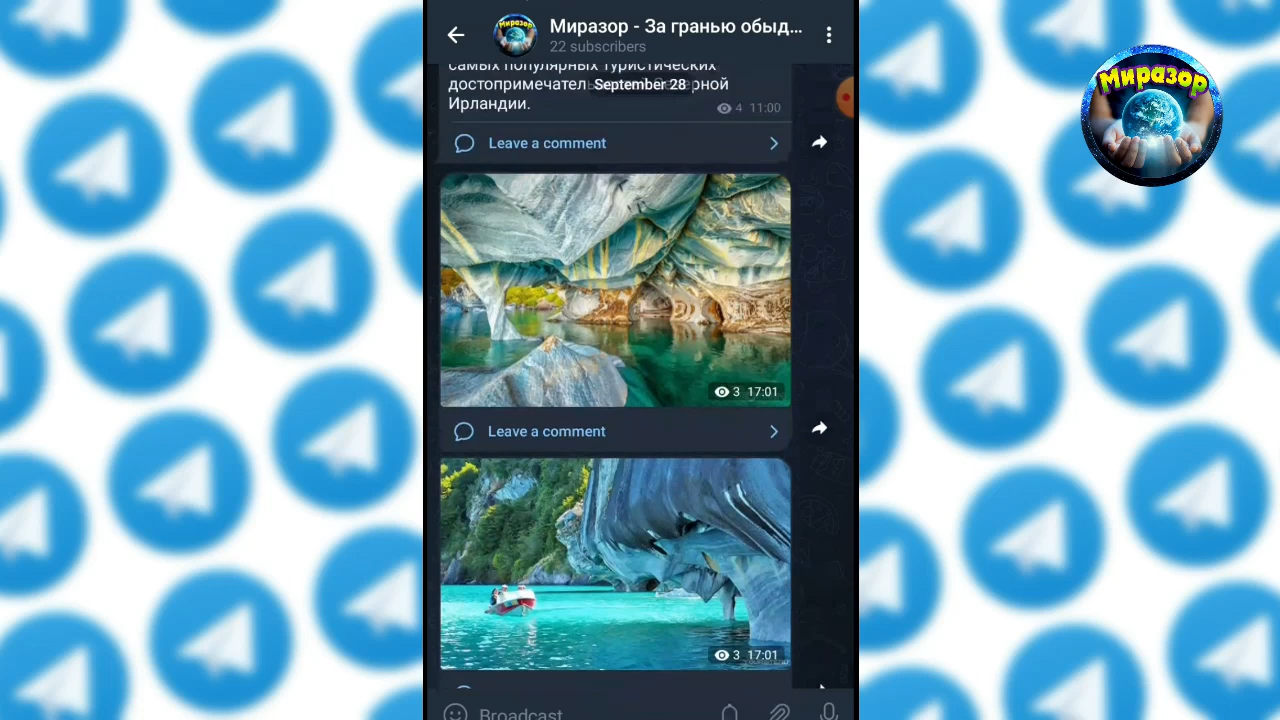 Миразор - За гранью обыд...
22 subscribers
Миразор
самых популярных туристических
достопримечател
September 28
рной
Ирландии.
4 11:00
Leave a comment
3 17:01
Leave a comment
3 17:01
Broadcast
Миразор